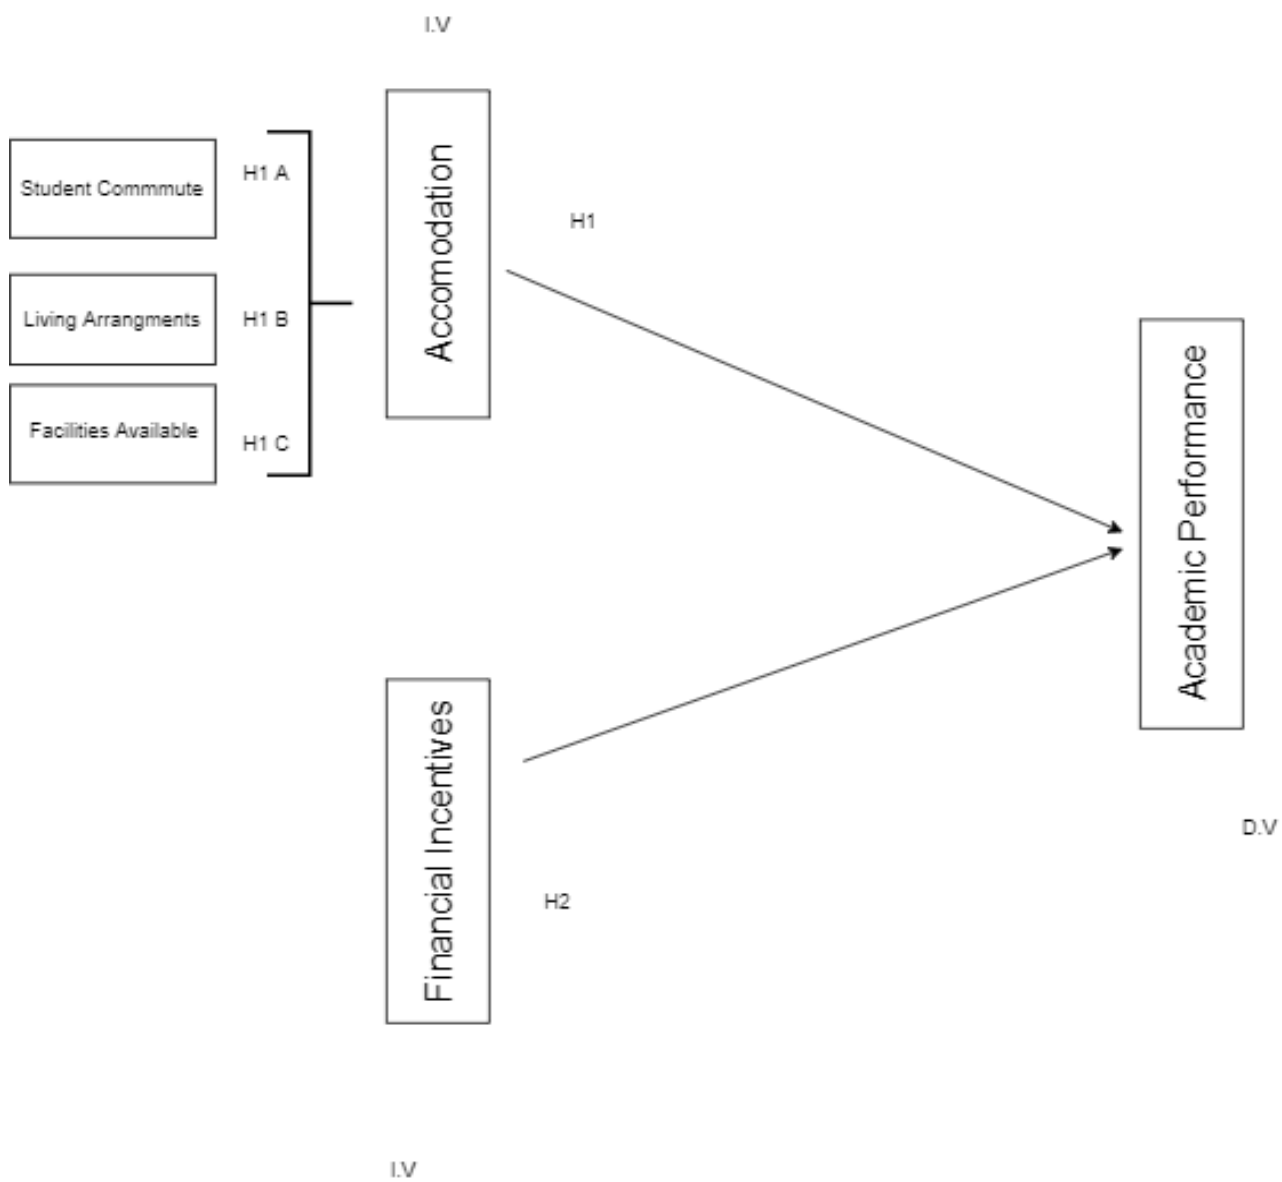 I.V
Student Commmute
H1 A
Accomodation
H1
Living Arrangments
H1 B
Facilities Available
H1 C
Academic Performance
Financial Incentives
H2
D.V
I.V